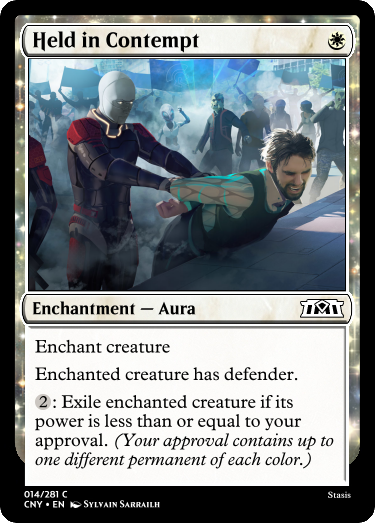 Held in Contempt
Enchantment — Aura
Enchant creature
Enchanted creature has defender.
2: Exile enchanted creature if its
power is less than or equal to your
approval. (Your approval contains up to
one different permanent of each color.)
014/281 C
CNY • EN Sylvain Sarrailh
Stasis